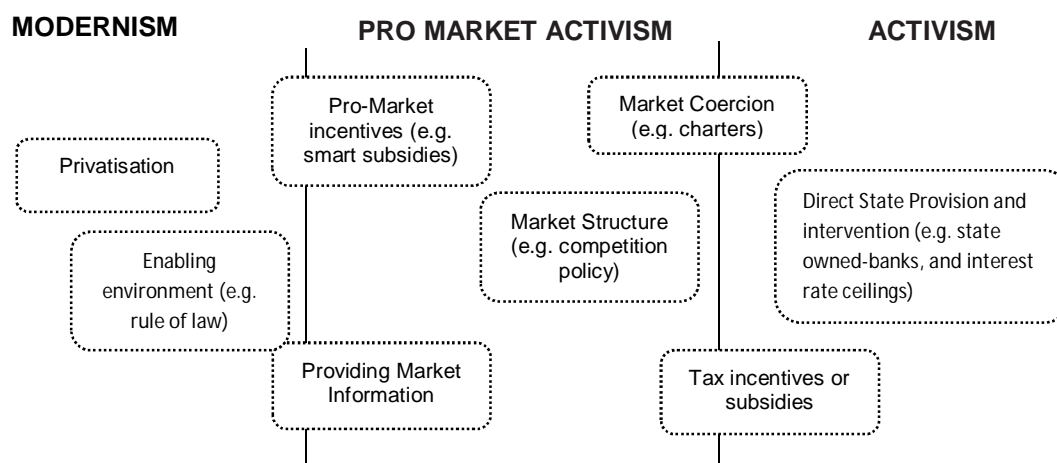 MODERNISM
PRO MARKET ACTIVISM
ACTIVISM
Pro-Market
incentives (e.g.
smart subsidies)
Market Coercion
(e.g. charters)
Privatisation
Direct State Provision and
intervention (e.g. state
owned-banks, and interest
rate ceilings)
Market Structure
(e.g. competition
policy)
Enabling
environment (e.g.
rule of law)
Providing Market
Information
Tax incentives or
subsidies